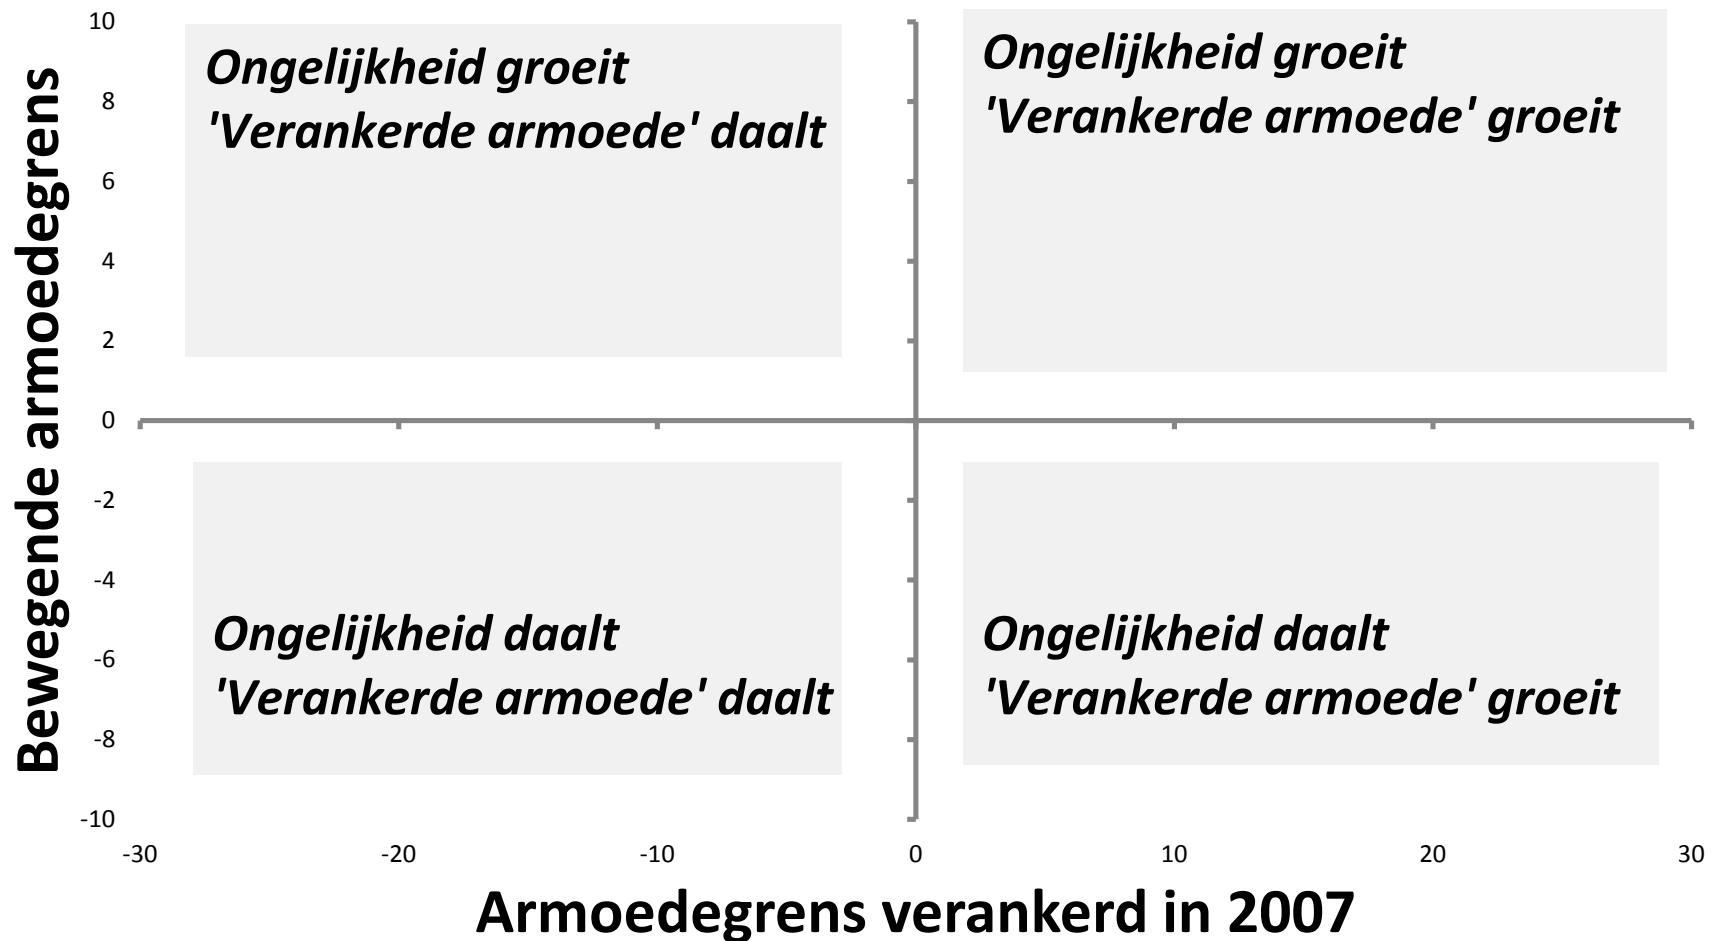 Bewegende armoedegrens
10
8
6
4
2
0
-2
-4
-6
-8
-10
Ongelijkheid groeit
'Verankerde armoede' daalt
Ongelijkheid groeit
'Verankerde armoede' groeit
Ongelijkheid daalt
'Verankerde armoede' daalt
Ongelijkheid daalt
'Verankerde armoede' groeit
-30 -20 -10 0 10 20 30
Armoedegrens verankerd in 2007